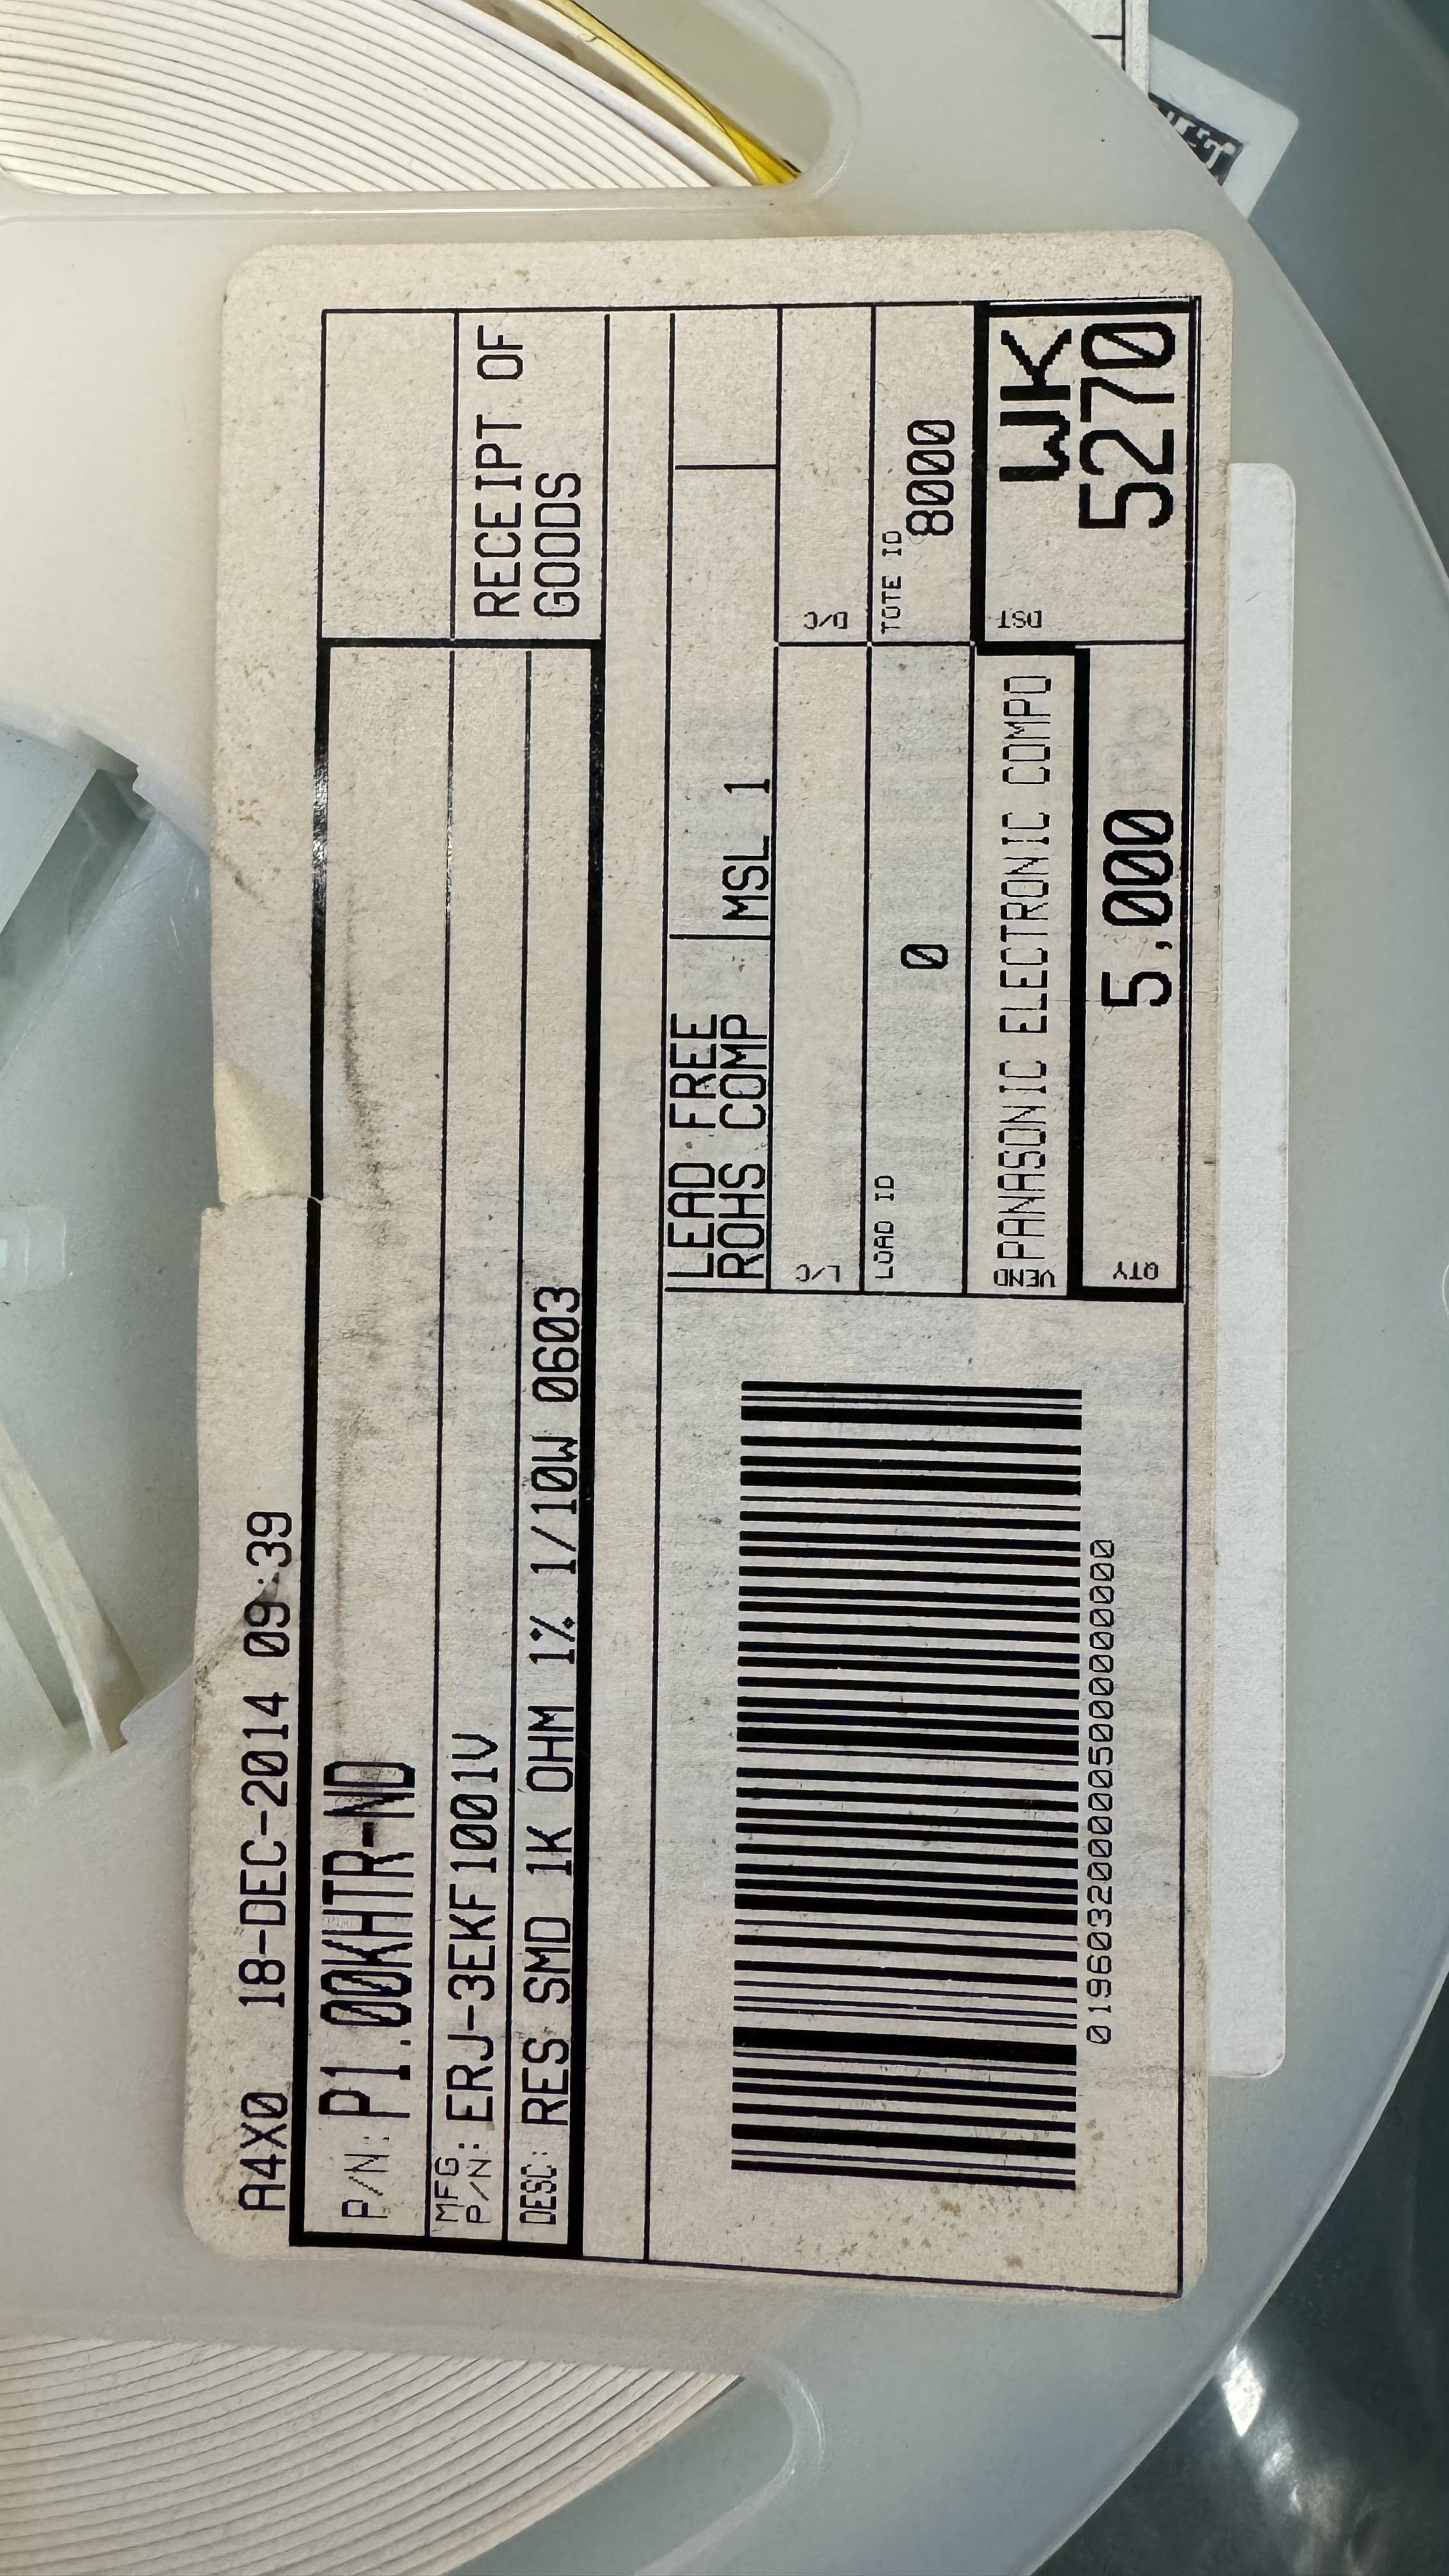 A4X0 18-DEC-2014 09:39
P/N: P1.00KHTR-ND
MFG P/N: ERJ-3EKF1001V
DESC: RES SMD 1K OHM 1% 1/10W 0603
RECEIPT OF
GOODS
LEAD FREE
ROHS COMP
MSL 1
L/C
D/C
LOAD ID
0
TOTE ID
8000
VEND PANASONIC ELECTRONIC COMPO
DST
WK
5270
QTY
5,000